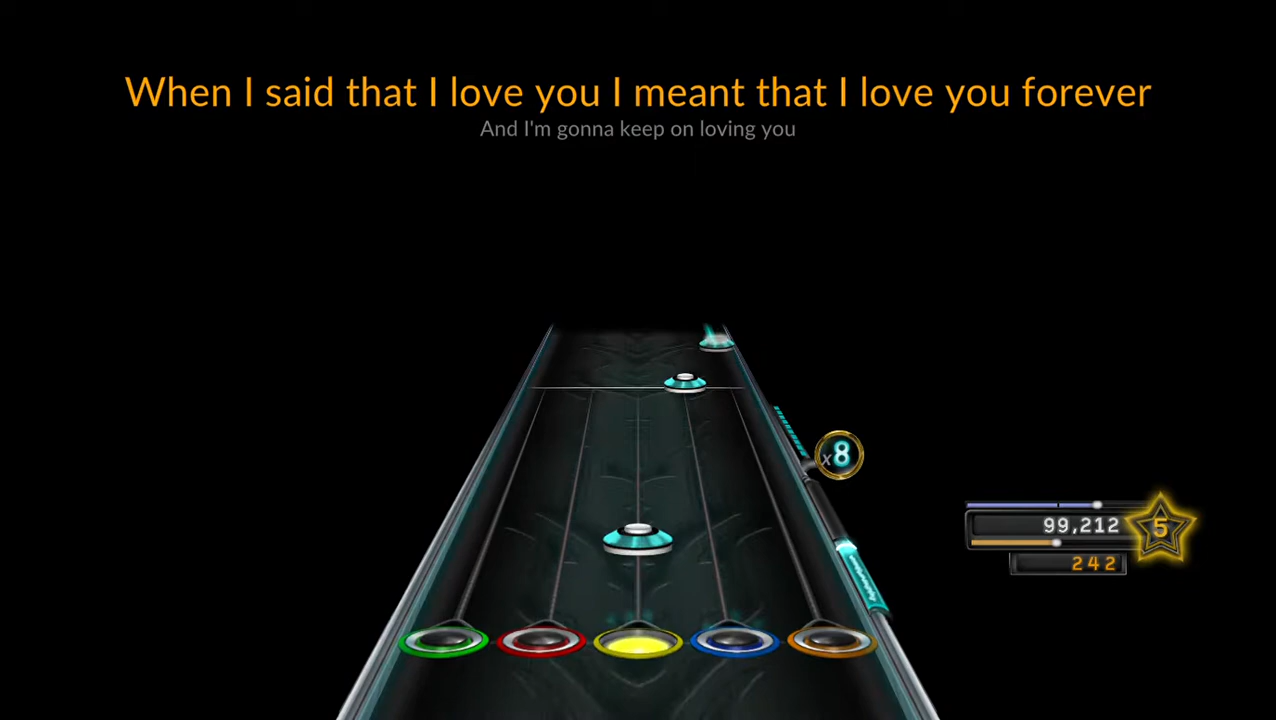 When I said that I love you I meant that I love you forever
And I'm gonna keep on loving you
x8
99,212
5
242